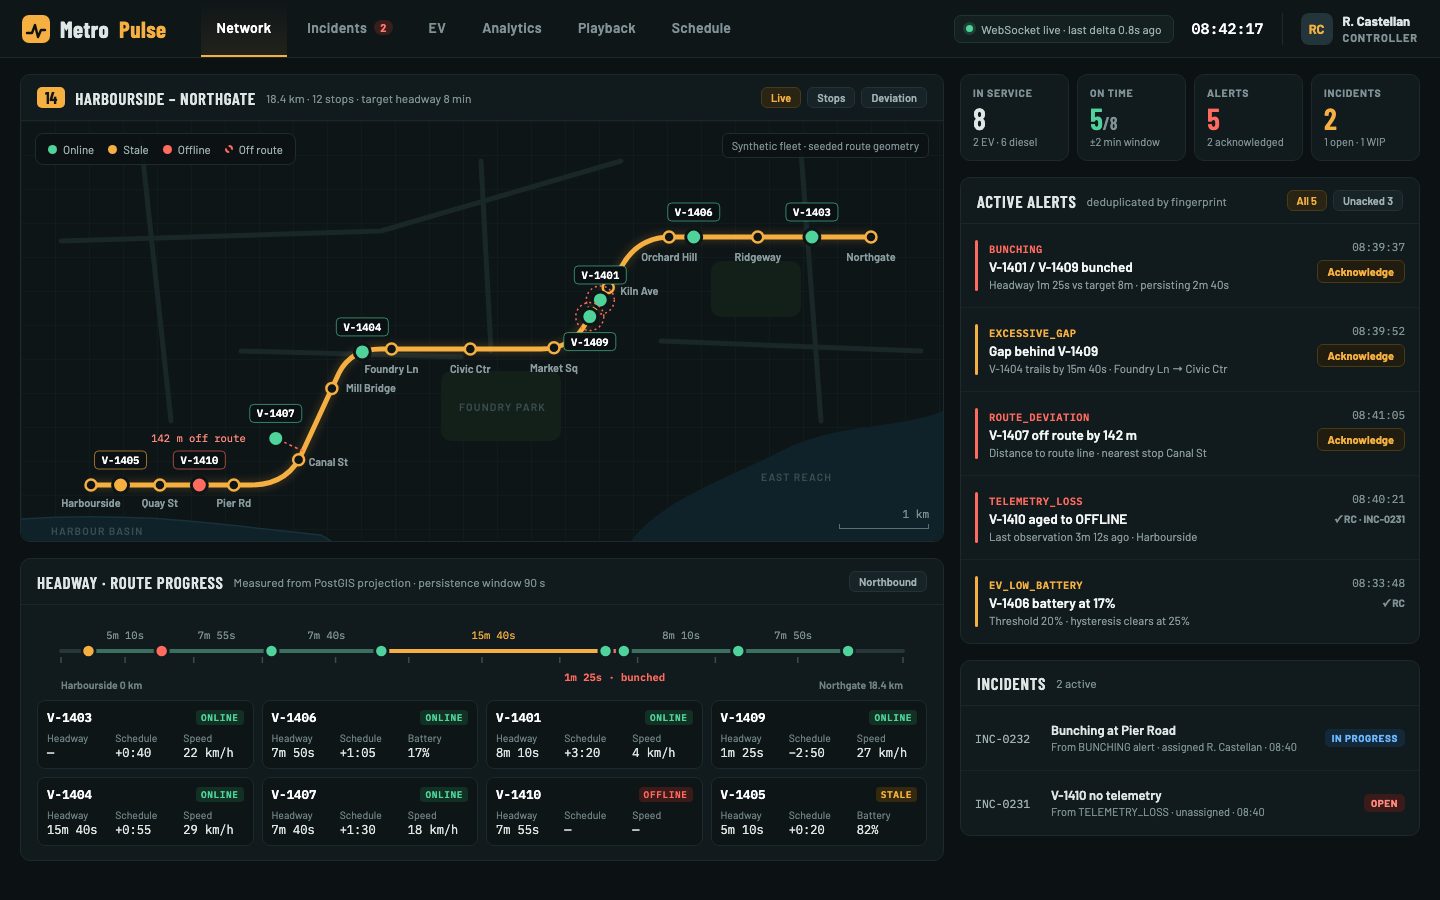 Metro Pulse
Network
Incidents 2
EV
Analytics
Playback
Schedule
WebSocket live · last delta 0.8s ago
08:42:17
RC
R. Castellan
CONTROLLER
14 HARBOURSIDE – NORTHGATE 18.4 km · 12 stops · target headway 8 min
Live
Stops
Deviation
Online
Stale
Offline
Off route
Synthetic fleet · seeded route geometry
V-1406
V-1403
Orchard Hill
Ridgeway
Northgate
V-1401
Kiln Ave
V-1404
V-1409
Foundry Ln
Civic Ctr
Market Sq
Mill Bridge
FOUNDRY PARK
V-1407
142 m off route
V-1405
V-1410
Canal St
EAST REACH
Harbourside
Quay St
Pier Rd
HARBOUR BASIN
1 km
HEADWAY · ROUTE PROGRESS Measured from PostGIS projection · persistence window 90 s
Northbound
5m 10s
7m 55s
7m 40s
15m 40s
8m 10s
7m 50s
1m 25s · bunched
Harbourside 0 km
Northgate 18.4 km
V-1403 ONLINE
Headway Schedule Speed
— +0:40 22 km/h
V-1406 ONLINE
Headway Schedule Battery
7m 50s +1:05 17%
V-1401 ONLINE
Headway Schedule Speed
8m 10s +3:20 4 km/h
V-1409 ONLINE
Headway Schedule Speed
1m 25s −2:50 27 km/h
V-1404 ONLINE
Headway Schedule Speed
15m 40s +0:55 29 km/h
V-1407 ONLINE
Headway Schedule Speed
7m 40s +1:30 18 km/h
V-1410 OFFLINE
Headway Schedule Speed
7m 55s — —
V-1405 STALE
Headway Schedule Battery
5m 10s +0:20 82%
IN SERVICE
8
2 EV · 6 diesel
ON TIME
5/8
±2 min window
ALERTS
5
2 acknowledged
INCIDENTS
2
1 open · 1 WIP
ACTIVE ALERTS deduplicated by fingerprint
All 5
Unacked 3
BUNCHING 08:39:37
V-1401 / V-1409 bunched
Acknowledge
Headway 1m 25s vs target 8m · persisting 2m 40s
EXCESSIVE_GAP 08:39:52
Gap behind V-1409
Acknowledge
V-1404 trails by 15m 40s · Foundry Ln → Civic Ctr
ROUTE_DEVIATION 08:41:05
V-1407 off route by 142 m
Acknowledge
Distance to route line · nearest stop Canal St
TELEMETRY_LOSS 08:40:21
V-1410 aged to OFFLINE
✓RC · INC-0231
Last observation 3m 12s ago · Harbourside
EV_LOW_BATTERY 08:33:48
V-1406 battery at 17%
✓RC
Threshold 20% · hysteresis clears at 25%
INCIDENTS 2 active
INC-0232
Bunching at Pier Road
From BUNCHING alert · assigned R. Castellan · 08:40
IN PROGRESS
INC-0231
V-1410 no telemetry
From TELEMETRY_LOSS · unassigned · 08:40
OPEN